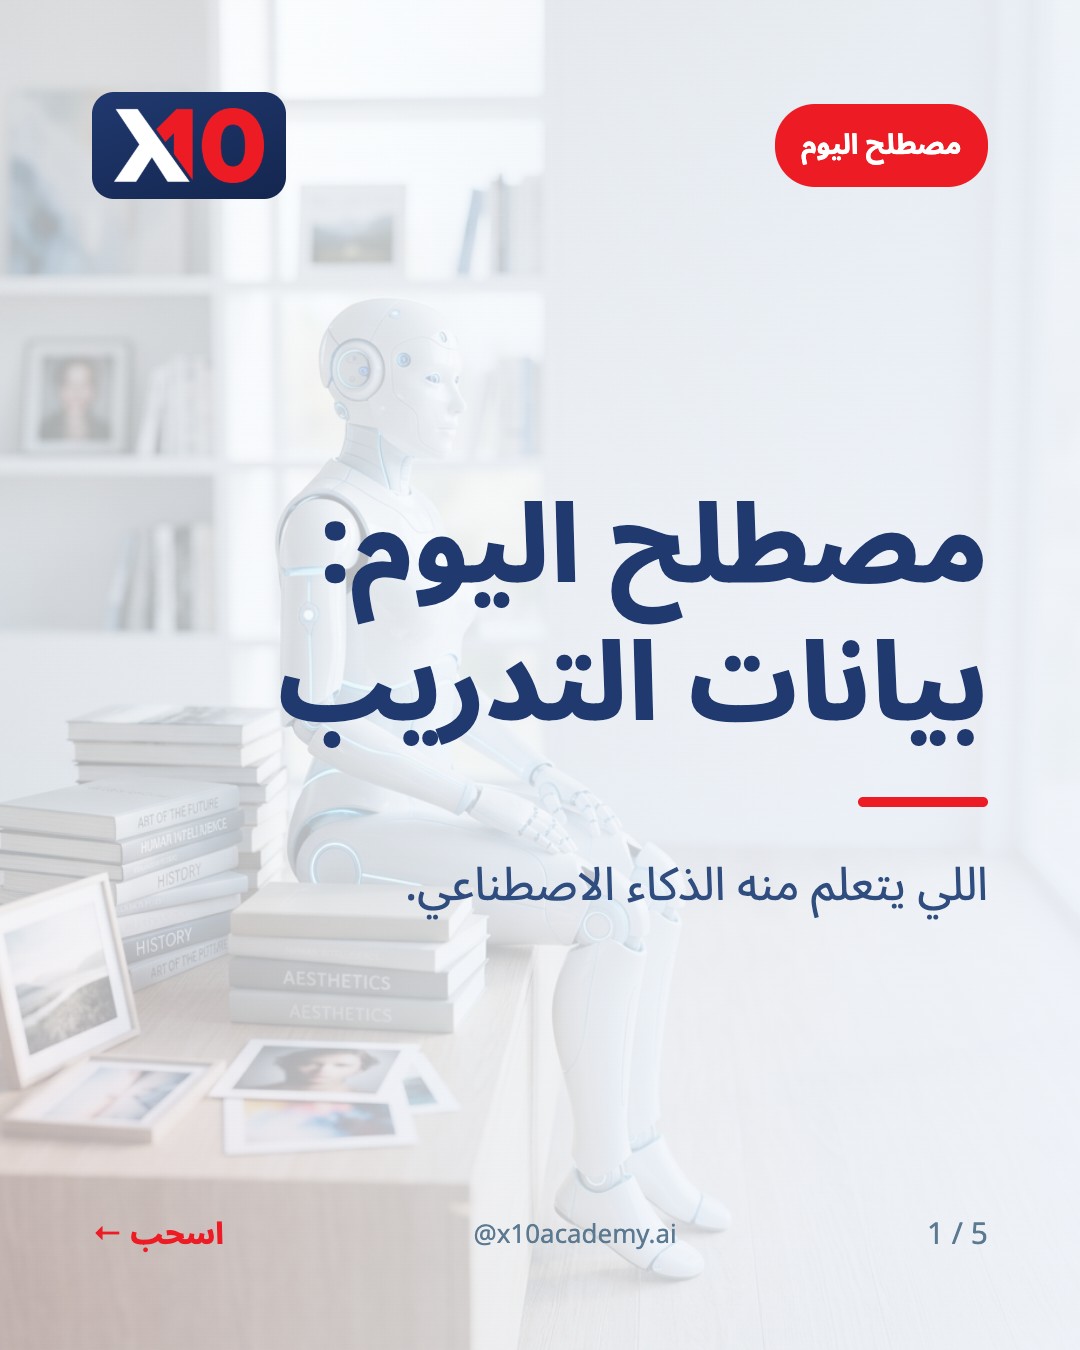 X10
مصطلح اليوم
مصطلح اليوم:
بيانات التدريب
اللي يتعلم منه الذكاء الاصطناعي.
ART OF THE FUTURE
HUMAN INTELLIGENCE
HISTORY
HISTORY
ART OF THE
AESTHETICS
AESTHETICS
1 / 5
@x10academy.ai
اسحب ←